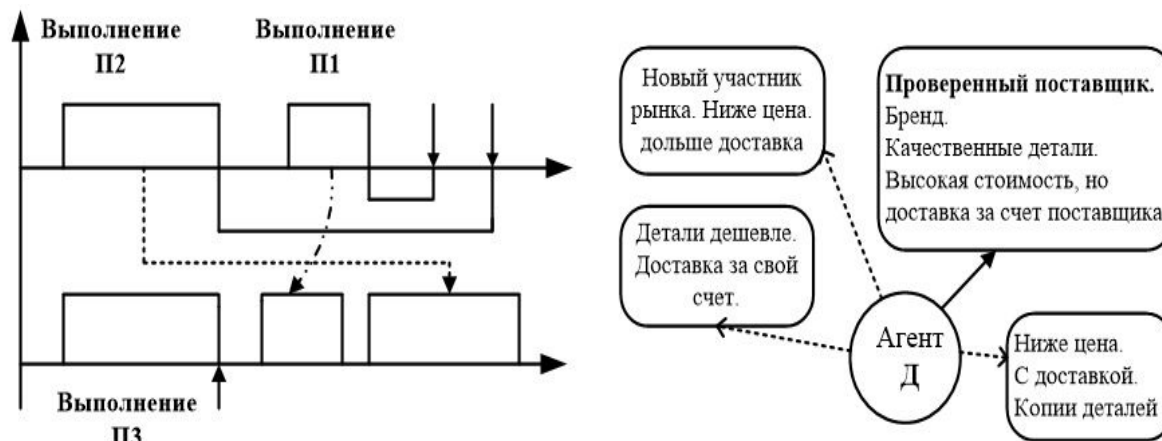 Выполнение
П2
Выполнение
П1
Выполнение
П3
Новый участник
рынка. Ниже цена.
дольше доставка
Проверенный поставщик.
Бренд.
Качественные детали.
Высокая стоимость, но
доставка за счет поставщика
Детали дешевле.
Доставка за свой
счет.
Агент
Д
Ниже цена.
С доставкой.
Копии деталей